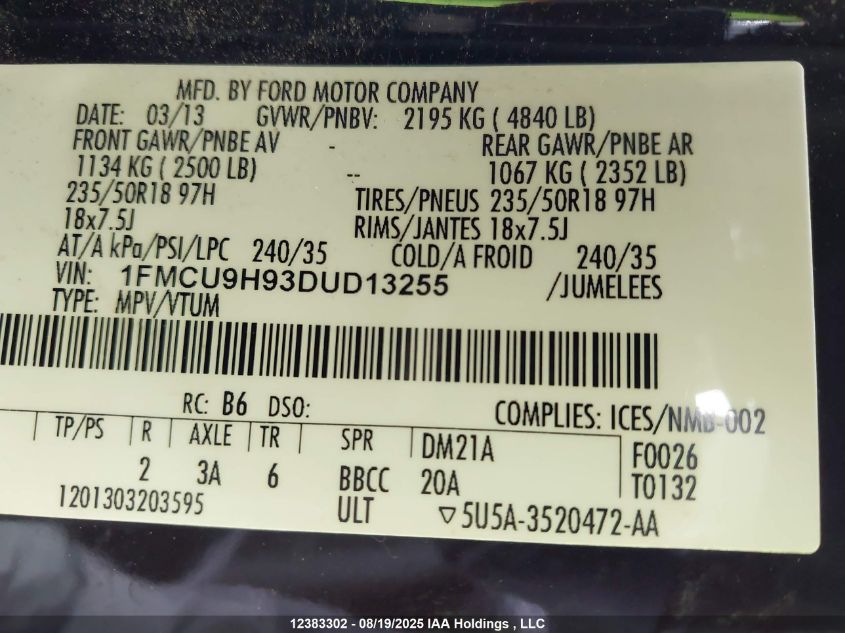 MFD. BY FORD MOTOR COMPANY
DATE: 03/13 GVWR/PNBV: 2195 KG ( 4840 LB)
FRONT GAWR/PNBE AV - REAR GAWR/PNBE AR
1134 KG ( 2500 LB) -- 1067 KG ( 2352 LB)
235/50R18 97H TIRES/PNEUS 235/50R18 97H
18x7.5J RIMS/JANTES 18x7.5J
AT/A kPa/PSI/LPC 240/35 COLD/A FROID 240/35
VIN: 1FMCU9H93DUD13255 /JUMELEES
TYPE: MPV/VTUM
RC: B6 DSO: COMPLIES: ICES/NMB-002
TP/PS R AXLE TR SPR DM21A F0026
2 3A 6 BBCC 20A T0132
1201303203595 ULT ▽5U5A-3520472-AA
12383302 - 08/19/2025 IAA Holdings , LLC